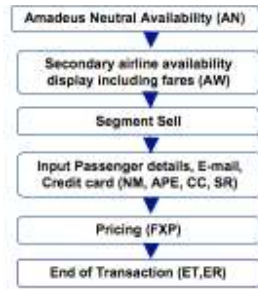 Amadeus Neutral Availability (AN)
Secondary airline availability
display including fares (AW)
Segment Sell
Input Passenger details, E-mail,
Credit card (NM, APE, CC, SR)
Pricing (FXP)
End of Transaction (ET,ER)